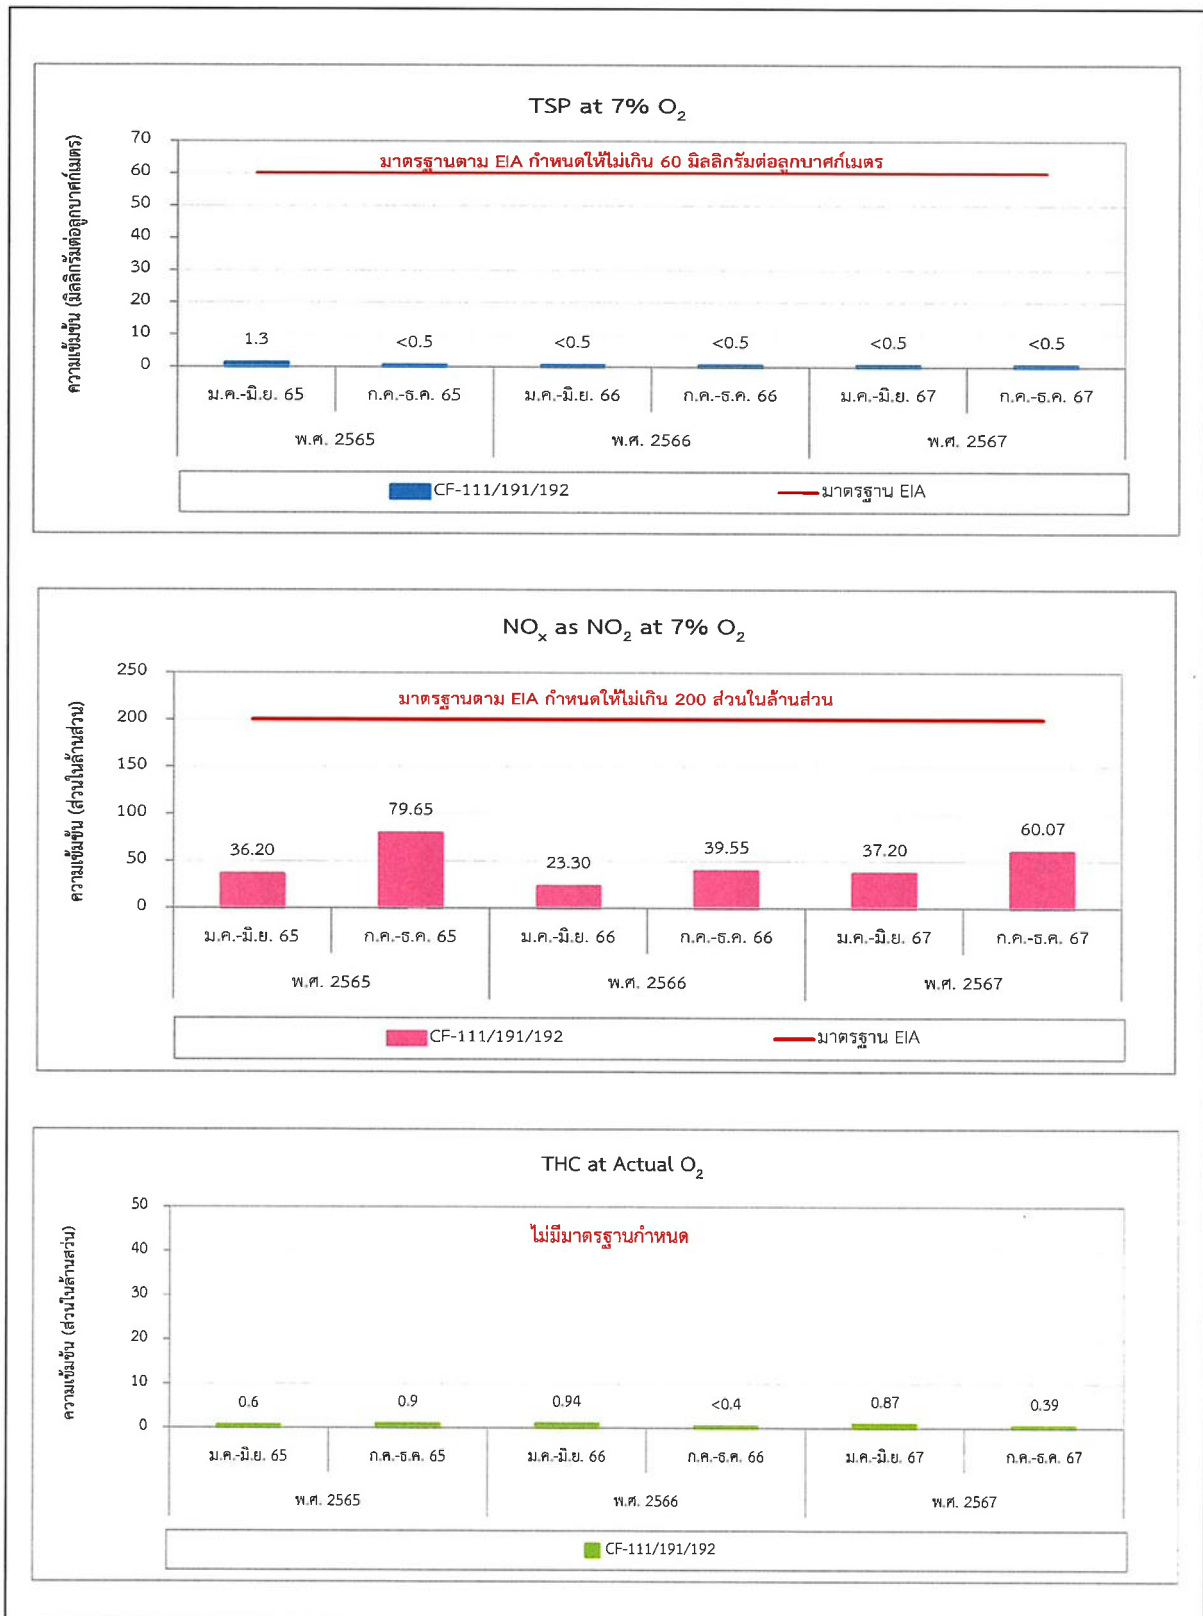 TSP at 7% O₂
ความเข้มข้น (มิลลิกรัมต่อลูกบาศก์เมตร)
70
60
50
40
30
20
10
0
มาตรฐานตาม EIA กำหนดให้ไม่เกิน 60 มิลลิกรัมต่อลูกบาศก์เมตร
1.3 <0.5 <0.5 <0.5 <0.5 <0.5
ม.ค.-มิ.ย. 65 ก.ค.-ธ.ค. 65 ม.ค.-มิ.ย. 66 ก.ค.-ธ.ค. 66 ม.ค.-มิ.ย. 67 ก.ค.-ธ.ค. 67
พ.ศ. 2565 พ.ศ. 2566 พ.ศ. 2567
CF-111/191/192 มาตรฐาน EIA
NOₓ as NO₂ at 7% O₂
ความเข้มข้น (ส่วนในล้านส่วน)
250
200
150
100
50
0
มาตรฐานตาม EIA กำหนดให้ไม่เกิน 200 ส่วนในล้านส่วน
36.20 79.65 23.30 39.55 37.20 60.07
ม.ค.-มิ.ย. 65 ก.ค.-ธ.ค. 65 ม.ค.-มิ.ย. 66 ก.ค.-ธ.ค. 66 ม.ค.-มิ.ย. 67 ก.ค.-ธ.ค. 67
พ.ศ. 2565 พ.ศ. 2566 พ.ศ. 2567
CF-111/191/192 มาตรฐาน EIA
THC at Actual O₂
ความเข้มข้น (ส่วนในล้านสว่น)
50
40
30
20
10
0
ไม่มีมาตรฐานกำหนด
0.6 0.9 0.94 <0.4 0.87 0.39
ม.ค.-มิ.ย. 65 ก.ค.-ธ.ค. 65 ม.ค.-มิ.ย. 66 ก.ค.-ธ.ค. 66 ม.ค.-มิ.ย. 67 ก.ค.-ธ.ค. 67
พ.ศ. 2565 พ.ศ. 2566 พ.ศ. 2567
CF-111/191/192